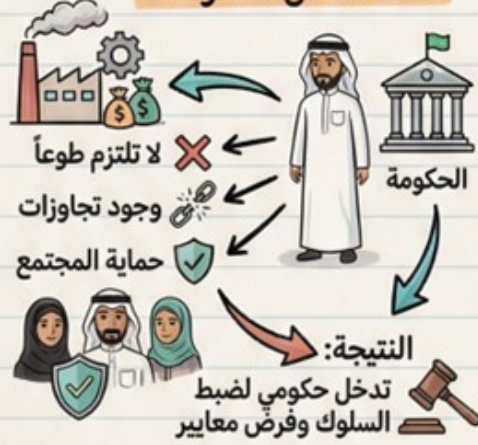 الحكومة
لا تلتزم طوعاً
وجود تجاوزات
حماية المجتمع
النتيجة:
تدخل حكومي لضبط
السلوك وفرض معايير